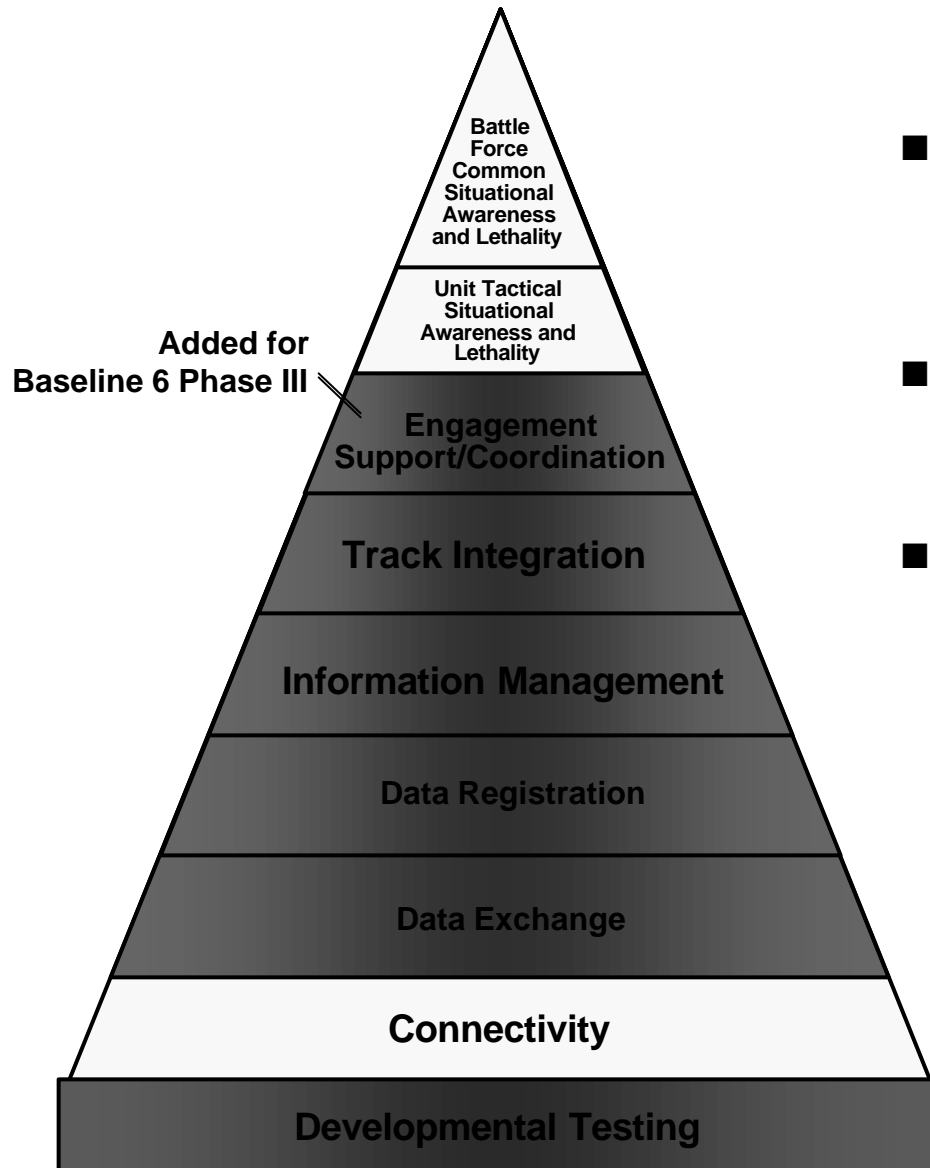 Battle
Force
Common
Situational
Awareness
and Lethality
Unit Tactical
Situational
Awareness and
Lethality
Added for
Baseline 6 Phase III
Engagement
Support/Coordination
Track Integration
Information Management
Data Registration
Data Exchange
Connectivity
Developmental Testing